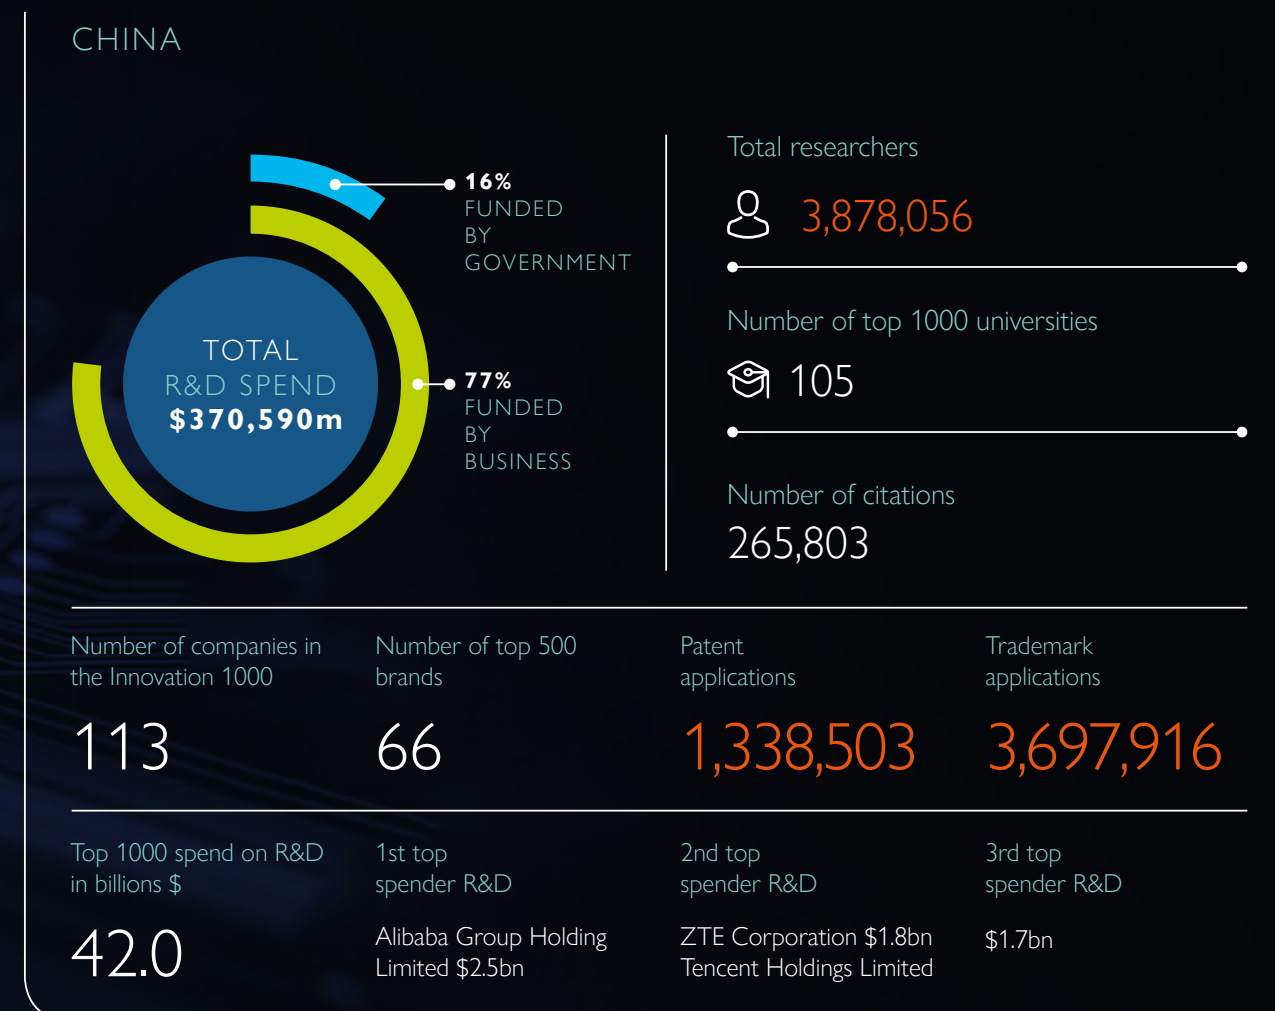 CHINA
16%
FUNDED
BY
GOVERNMENT
TOTAL
R&D SPEND
$370,590m
77%
FUNDED
BY
BUSINESS
Total researchers
3,878,056
Number of top 1000 universities
105
Number of citations
265,803
Number of companies in
the Innovation 1000
113
Number of top 500
brands
66
Patent
applications
1,338,503
Trademark
applications
3,697,916
Top 1000 spend on R&D
in billions $
42.0
1st top
spender R&D
Alibaba Group Holding
Limited $2.5bn
2nd top
spender R&D
ZTE Corporation $1.8bn
Tencent Holdings Limited
3rd top
spender R&D
$1.7bn